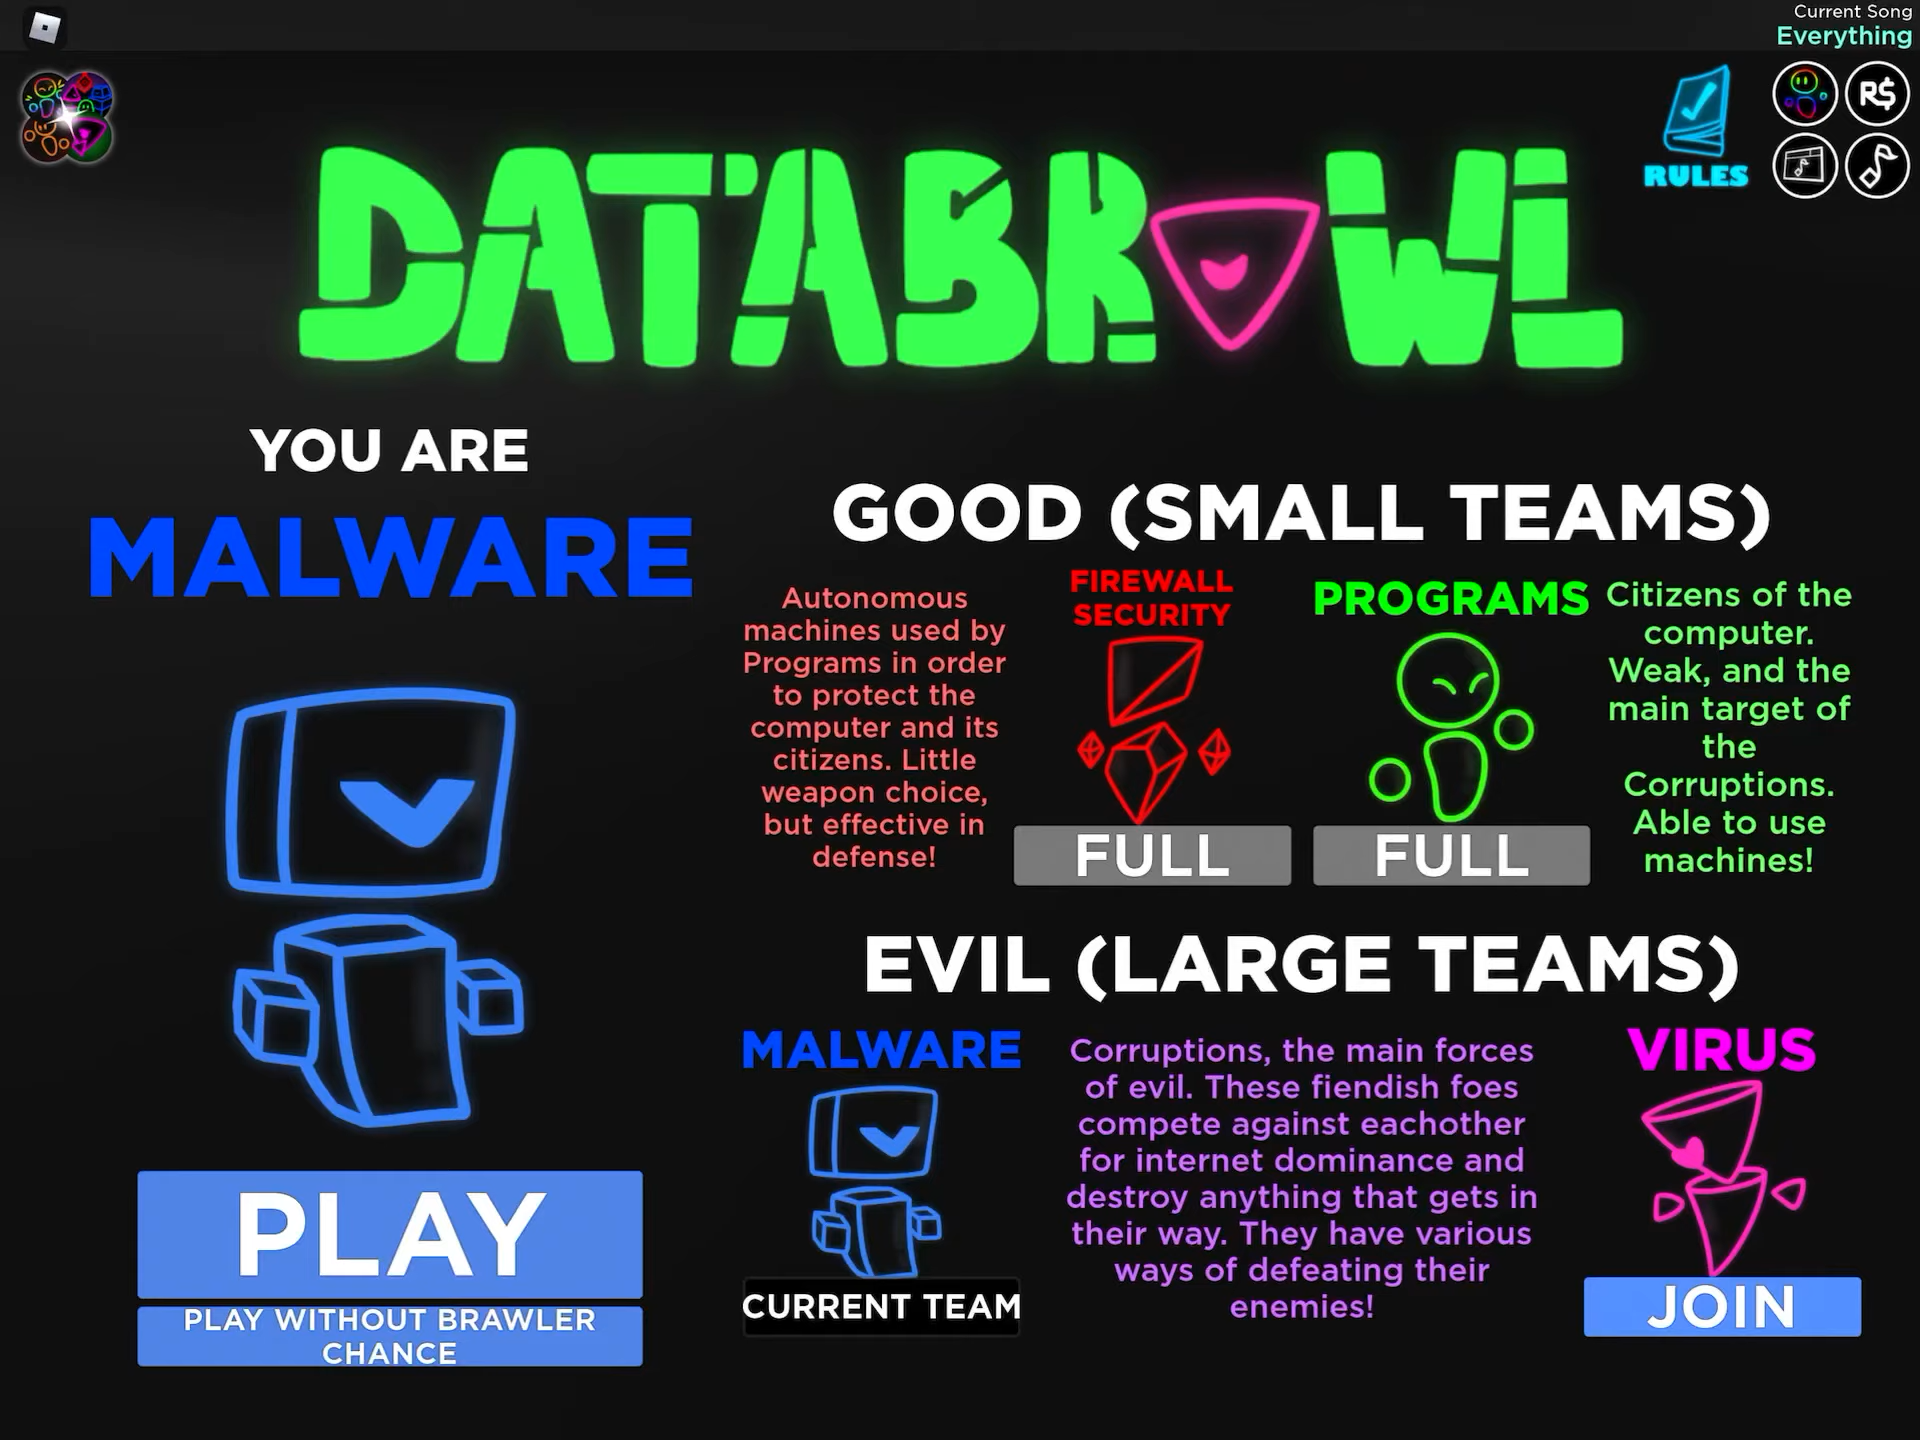 Current Song
Everything
R$
RULES
DATABRAWL
YOU ARE
MALWARE
GOOD (SMALL TEAMS)
Autonomous
machines used by
Programs in order
to protect the
computer and its
citizens. Little
weapon choice,
but effective in
defense!
FIREWALL
SECURITY
FULL
PROGRAMS
FULL
Citizens of the
computer.
Weak, and the
main target of
the
Corruptions.
Able to use
machines!
EVIL (LARGE TEAMS)
MALWARE
CURRENT TEAM
Corruptions, the main forces
of evil. These fiendish foes
compete against eachother
for internet dominance and
destroy anything that gets in
their way. They have various
ways of defeating their
enemies!
VIRUS
JOIN
PLAY
PLAY WITHOUT BRAWLER
CHANCE